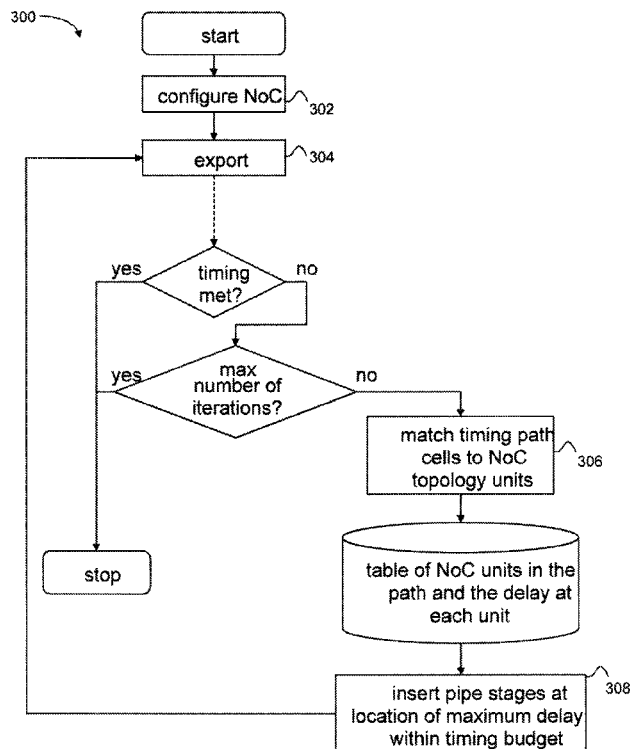 300
start
configure NoC
302
export
304
yes
timing
met?
no
yes
max
number of
iterations?
no
match timing path
cells to NoC
topology units
306
stop
table of NoC units in the
path and the delay at
each unit
308
insert pipe stages at
location of maximum delay
within timing budget